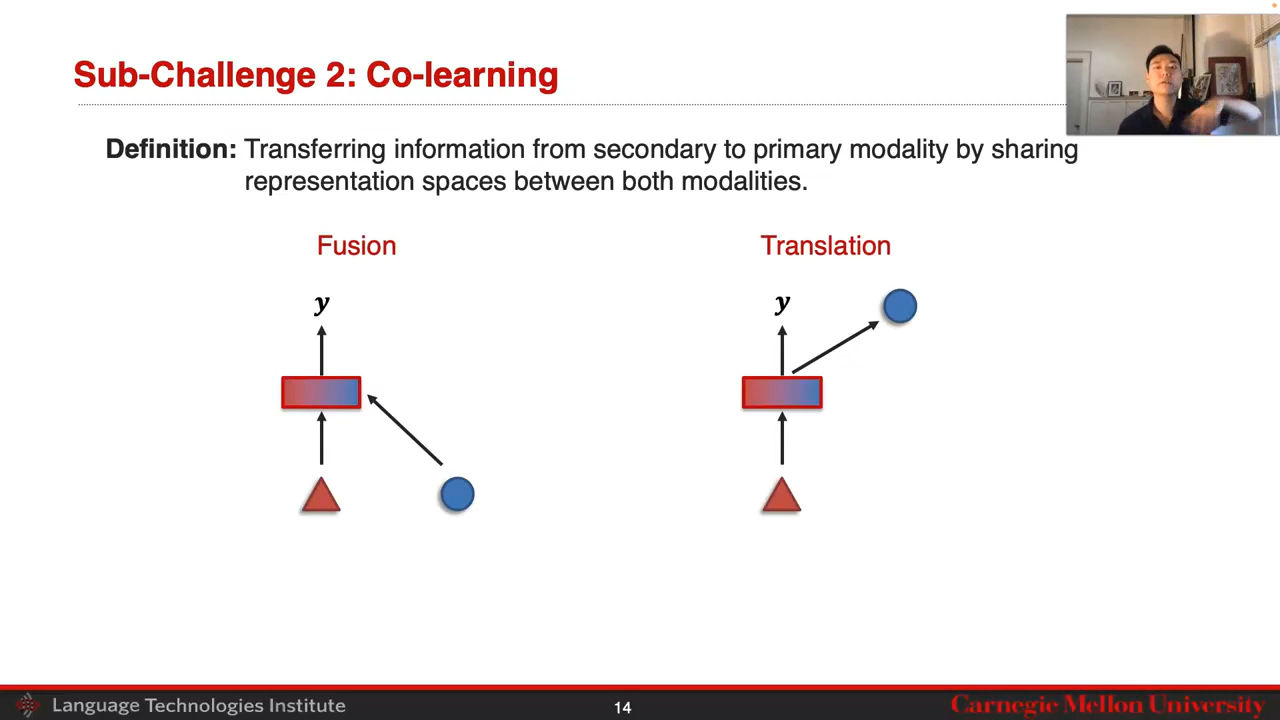 Sub-Challenge 2: Co-learning
Definition: Transferring information from secondary to primary modality by sharing
representation spaces between both modalities.
Fusion
Translation
y
y
Language Technologies Institute
14
Carnegie Mellon University